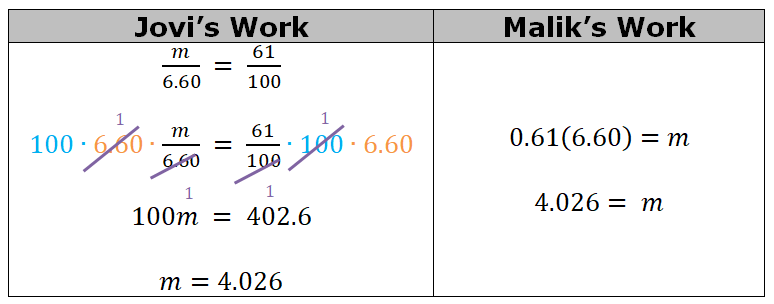 Jovi's Work
m/6.60 = 61/100
1 1
100 · 6.60 · m/6.60 = 61/100 · 100 · 6.60
1 1
100m = 402.6
m = 4.026
Malik's Work
0.61(6.60) = m
4.026 = m